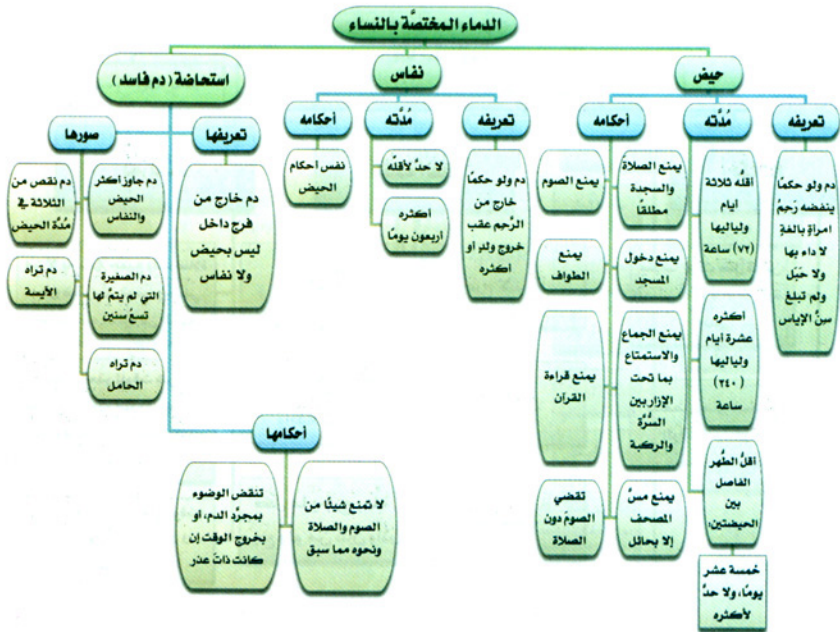 الدماء المختصَّة بالنساء
حيض
تعريفه
دم ولو حكمًا
ينفضه رَحِمُ
امرأةٍ بالغةٍ
لا داء بها
ولا حَبَل
ولم تبلغ
سِنَّ الإياس
مُدَّته
أقلُّه ثلاثة
أيام
ولياليها
(٧٢) ساعة
أكثره
عشرة أيام
ولياليها
(٢٤٠)
ساعة
أقلُّ الطُّهر
الفاصل
بين
الحيضتين:
خمسة عشر
يومًا، ولا حدَّ
لأكثره
أحكامه
يمنع الصلاة
والسجدة
مطلقًا
يمنع الصوم
يمنع دخول
المسجد
يمنع
الطواف
يمنع الجماع
والاستمتاع
بما تحت
الإزار بين
السُّرَّة
والركبة
يمنع قراءة
القرآن
يمنع مسَّ
المصحف
إلا بحائل
تقضي
الصومَ دون
الصلاة
نفاس
تعريفه
دم ولو حكمًا
خارج من
الرَّحِم عقب
خروج ولدٍ أو
أكثره
مُدَّته
لا حدَّ لأقلِّه
أكثره
أربعون يومًا
أحكامه
نفس أحكام
الحيض
استحاضة (دم فاسد)
تعريفها
دم خارج من
فرج داخل
ليس بحيض
ولا نفاس
صورها
دم جاوز أكثر
الحيض
والنفاس
دم نقص من
الثلاثة في
مُدَّة الحيض
دم الصغيرة
التي لم يتمَّ لها
تسعُ سنين
دم تراه
الآيسة
دم تراه
الحامل
أحكامها
لا تمنع شيئًا من
الصوم والصلاة
ونحوه مما سبق
تنقض الوضوء
بمجرَّد الدم، أو
بخروج الوقت إن
كانت ذاتَ عذر